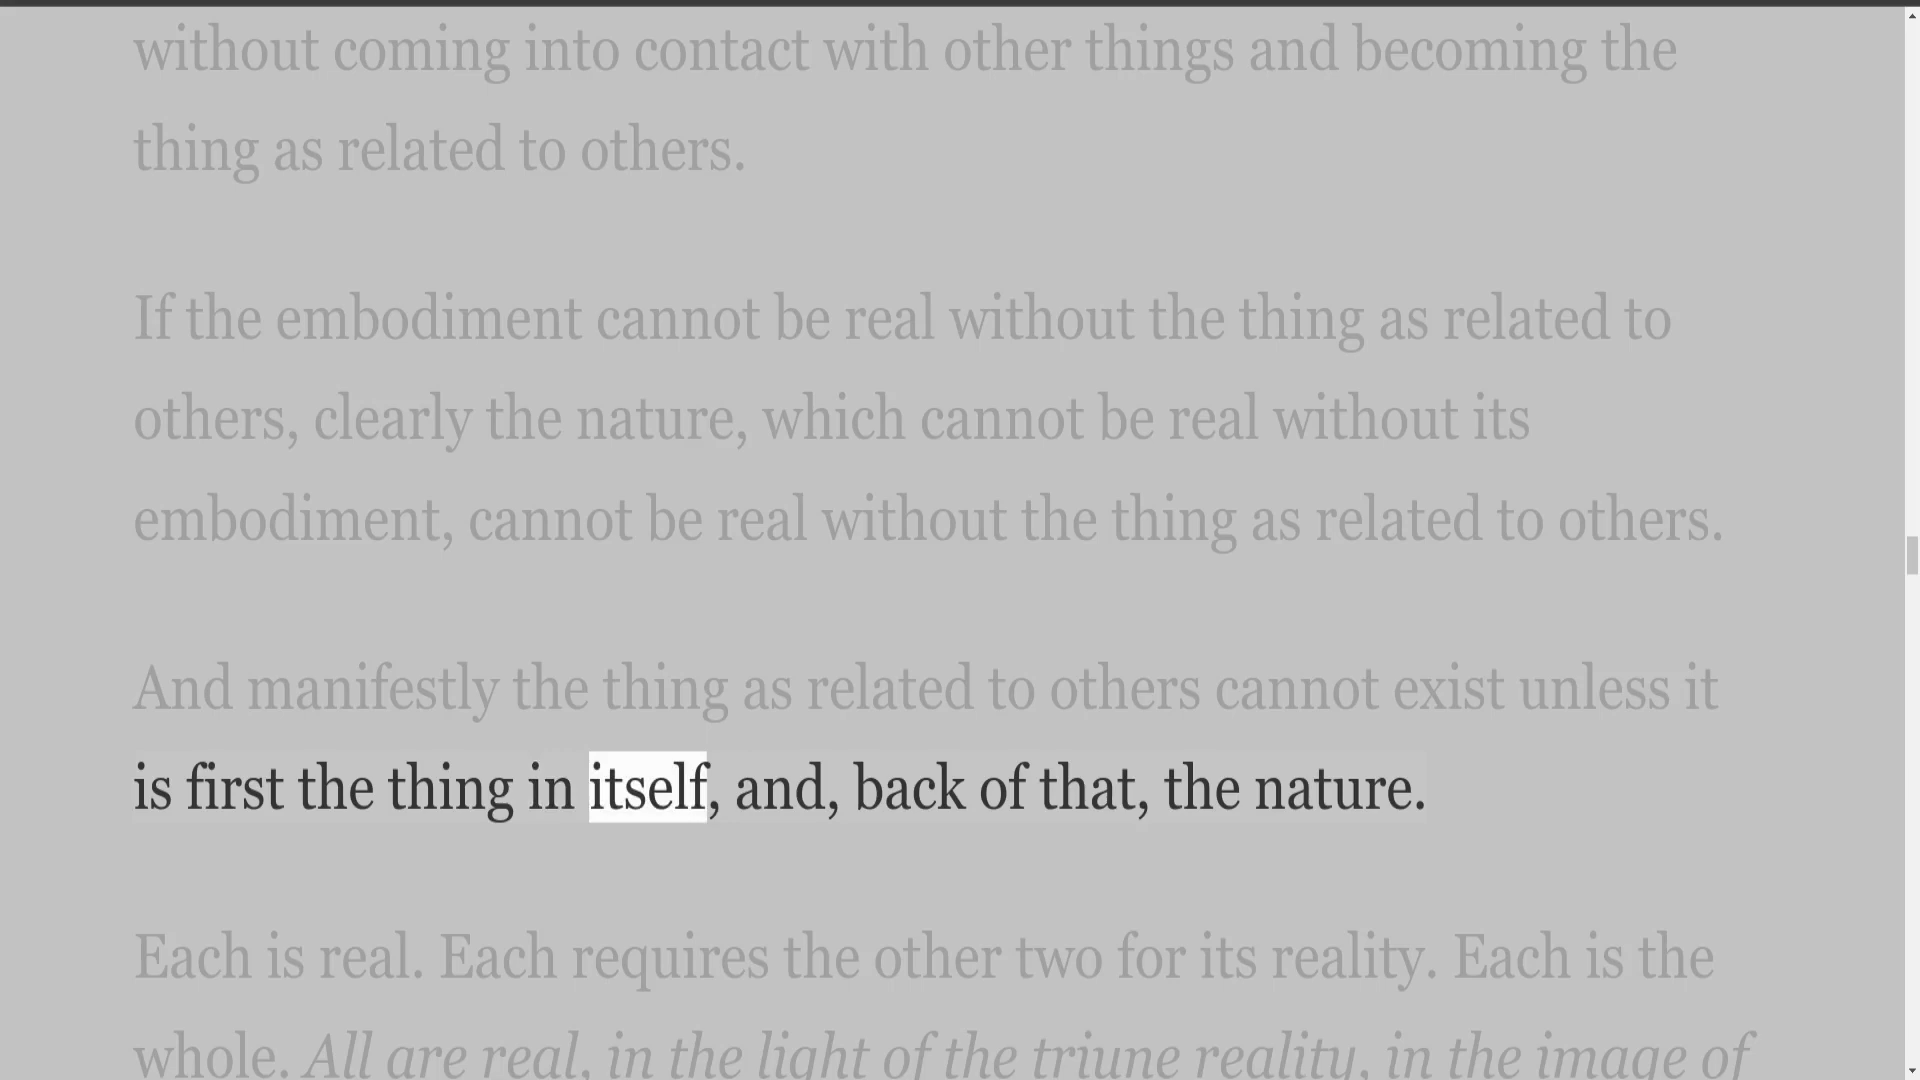 without coming into contact with other things and becoming the
thing as related to others.
If the embodiment cannot be real without the thing as related to
others, clearly the nature, which cannot be real without its
embodiment, cannot be real without the thing as related to others.
And manifestly the thing as related to others cannot exist unless it
is first the thing in itself, and, back of that, the nature.
Each is real. Each requires the other two for its reality. Each is the
whole. All are real, in the light of the triune reality, in the image of